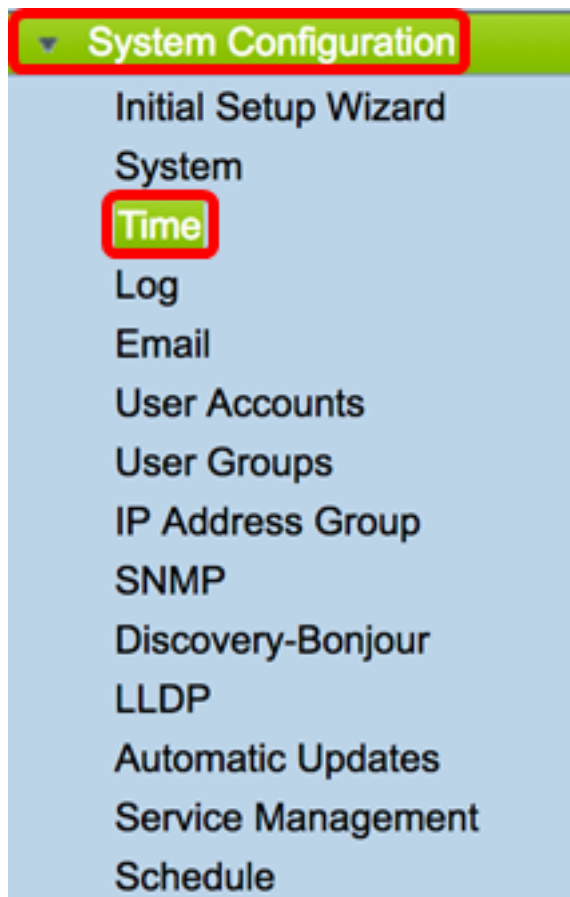 System Configuration
Initial Setup Wizard
System
Time
Log
Email
User Accounts
User Groups
IP Address Group
SNMP
Discovery-Bonjour
LLDP
Automatic Updates
Service Management
Schedule